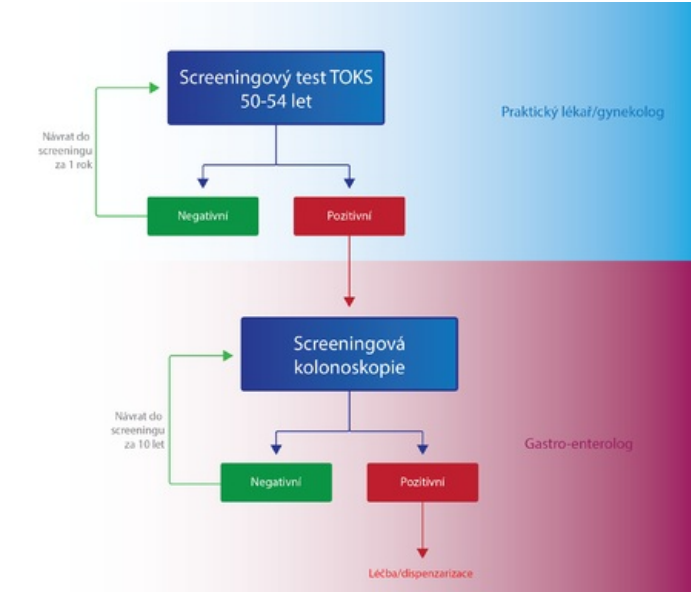 Screeningový test TOKS
50-54 let
Praktický lékař/gynekolog
Návrat do
screeningu
za 1 rok
Negativní
Pozitivní
Screeningová
kolonoskopie
Návrat do
screeningu
za 10 let
Gastro-enterolog
Negativní
Pozitivní
Léčba/dispenzarizace